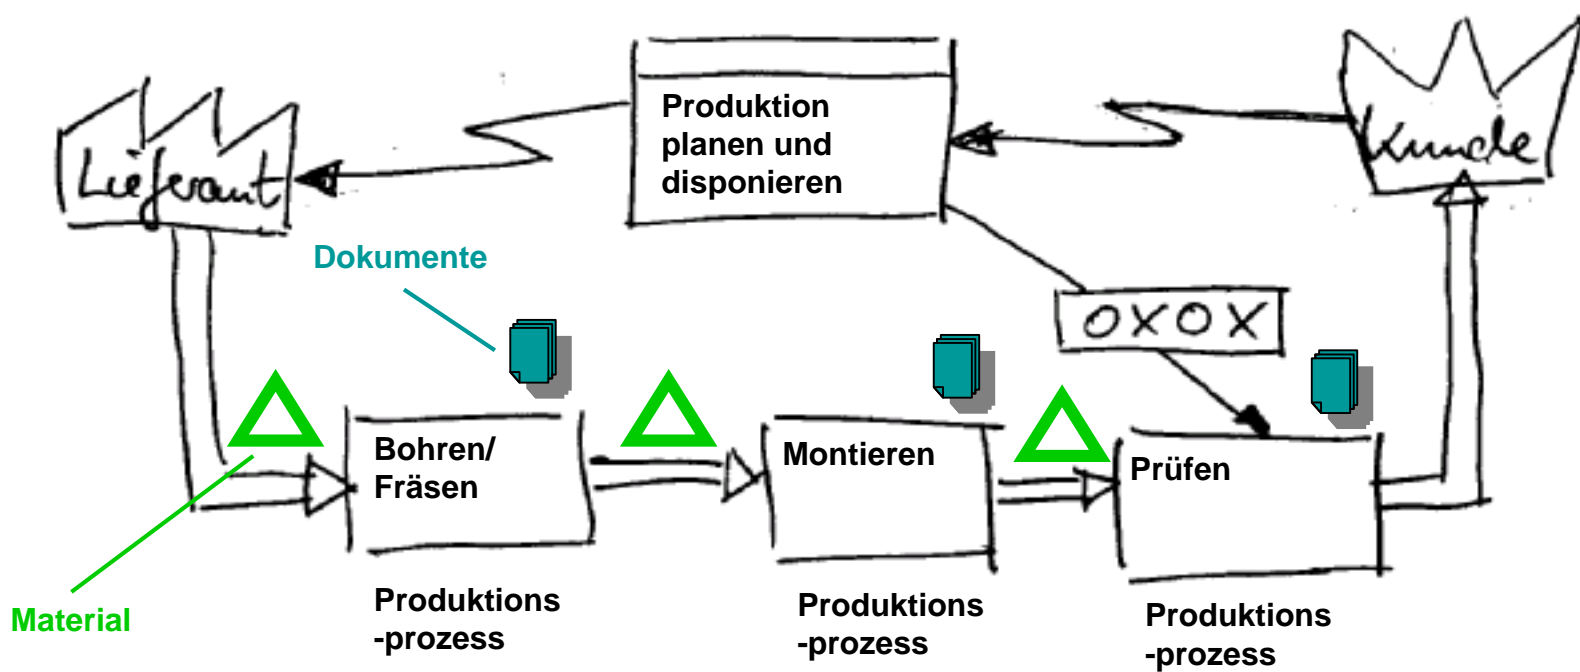 Produktion
planen und
disponieren
Lieferant
Kunde
Dokumente
OXOX
Bohren/
Fräsen
Montieren
Prüfen
Material
Produktions
-prozess
Produktions
-prozess
Produktions
-prozess